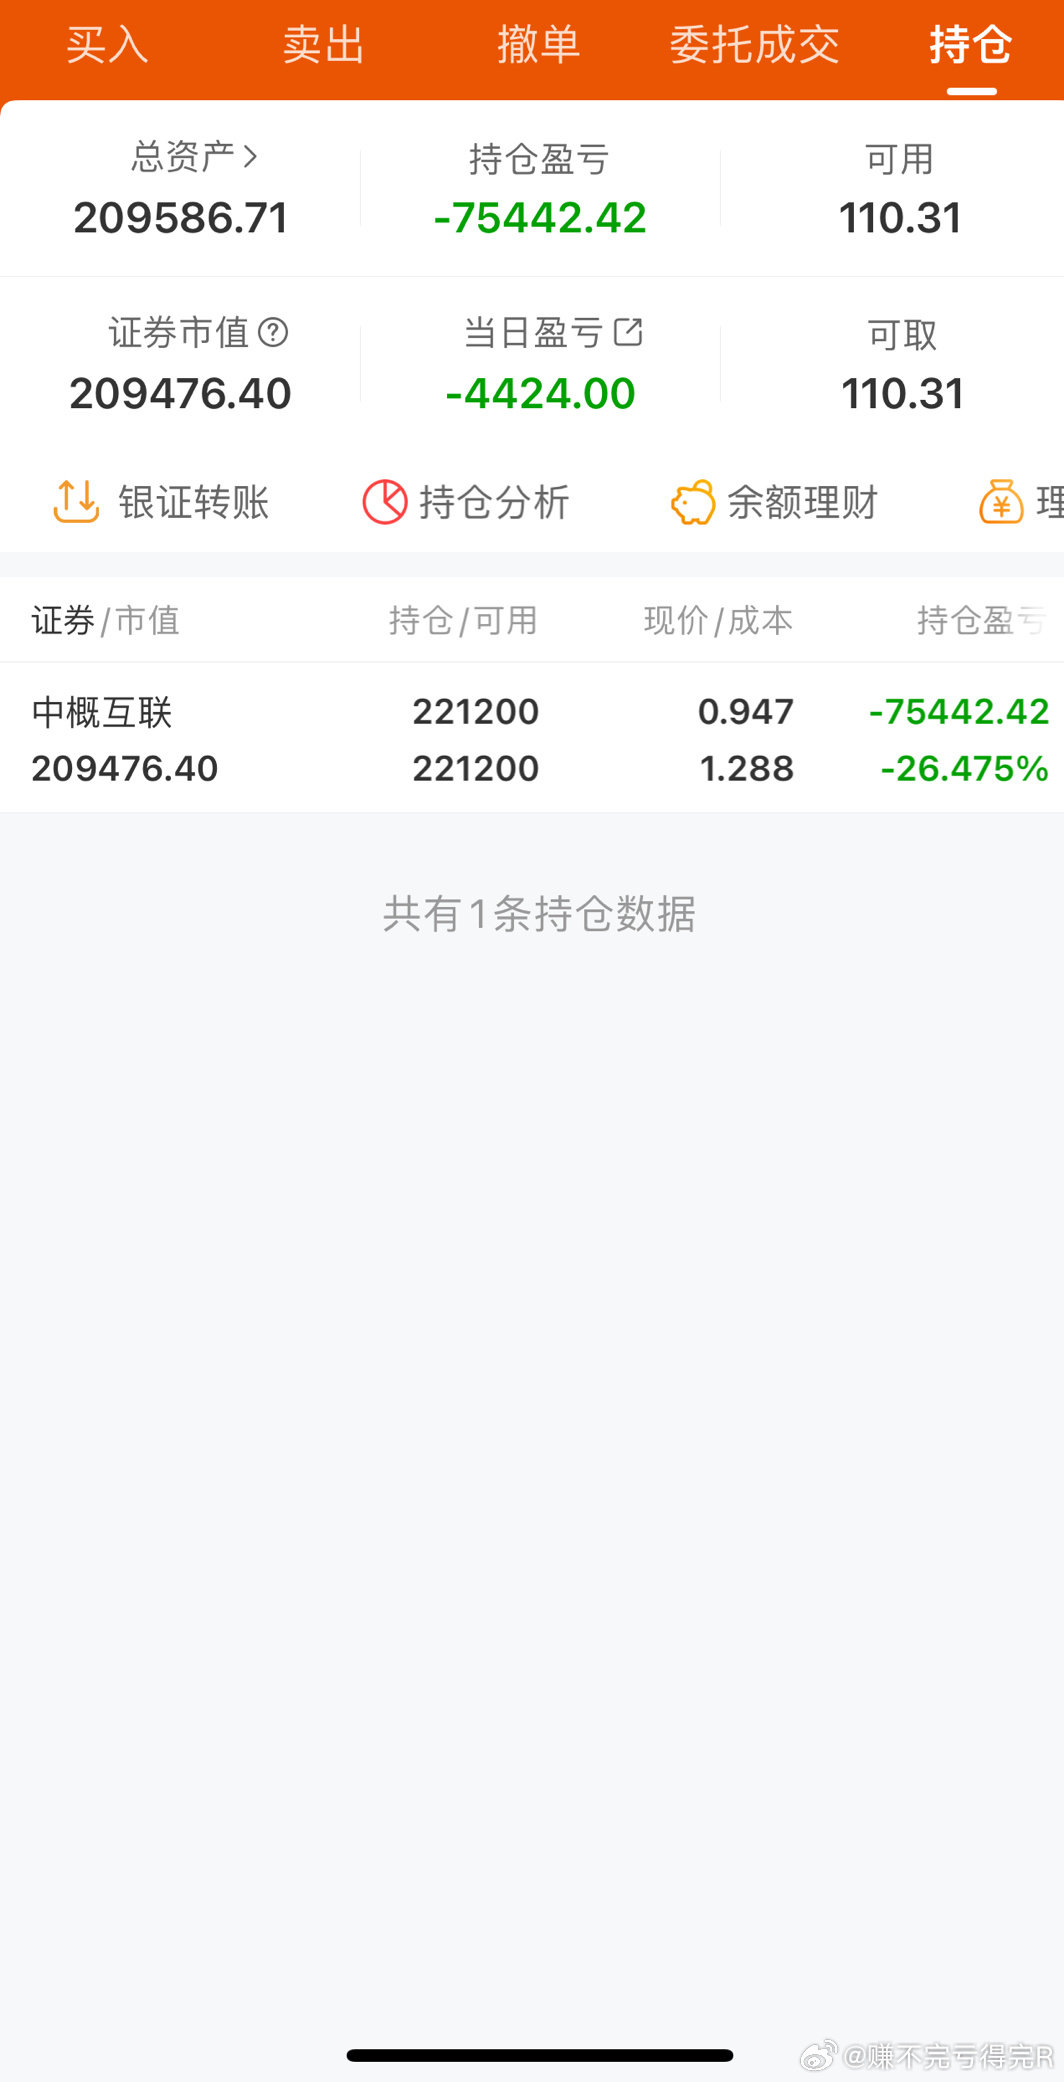 买入 卖出 撤单 委托成交 持仓
总资产 持仓盈亏 可用
209586.71 -75442.42 110.31
证券市值 当日盈亏 可取
209476.40 -4424.00 110.31
银证转账 持仓分析 余额理财 理
证券/市值 持仓/可用 现价/成本 持仓盈亏
中概互联 221200 0.947 -75442.42
209476.40 221200 1.288 -26.475%
共有1条持仓数据
@赚不完亏得完R